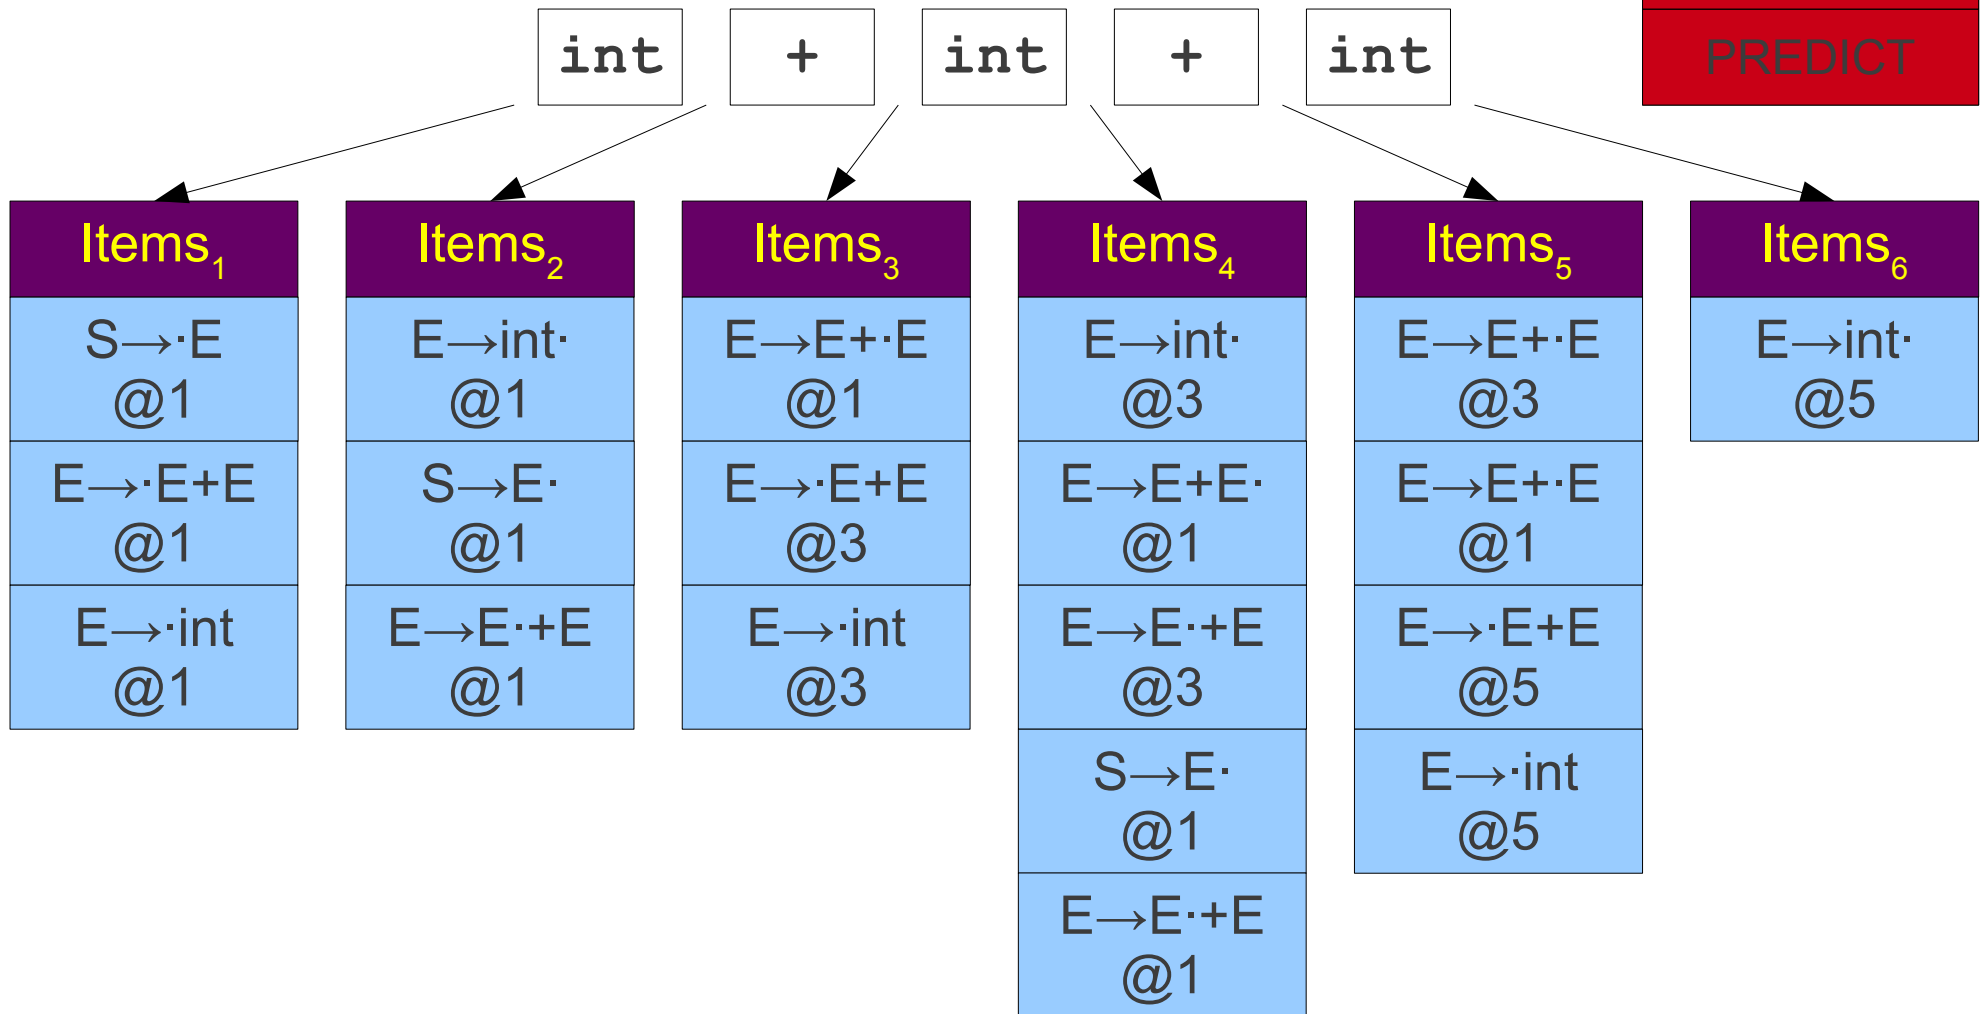 int + int + int PREDICT
Items₁ Items₂ Items₃ Items₄ Items₅ Items₆
S→·E E→int· E→E+·E E→int· E→E+·E E→int·
@1 @1 @1 @3 @3 @5
E→·E+E S→E· E→·E+E E→E+E· E→E+·E
@1 @1 @3 @1 @1
E→·int E→E·+E E→·int E→E·+E E→·E+E
@1 @1 @3 @3 @5
S→E· E→·int
@1 @5
E→E·+E
@1